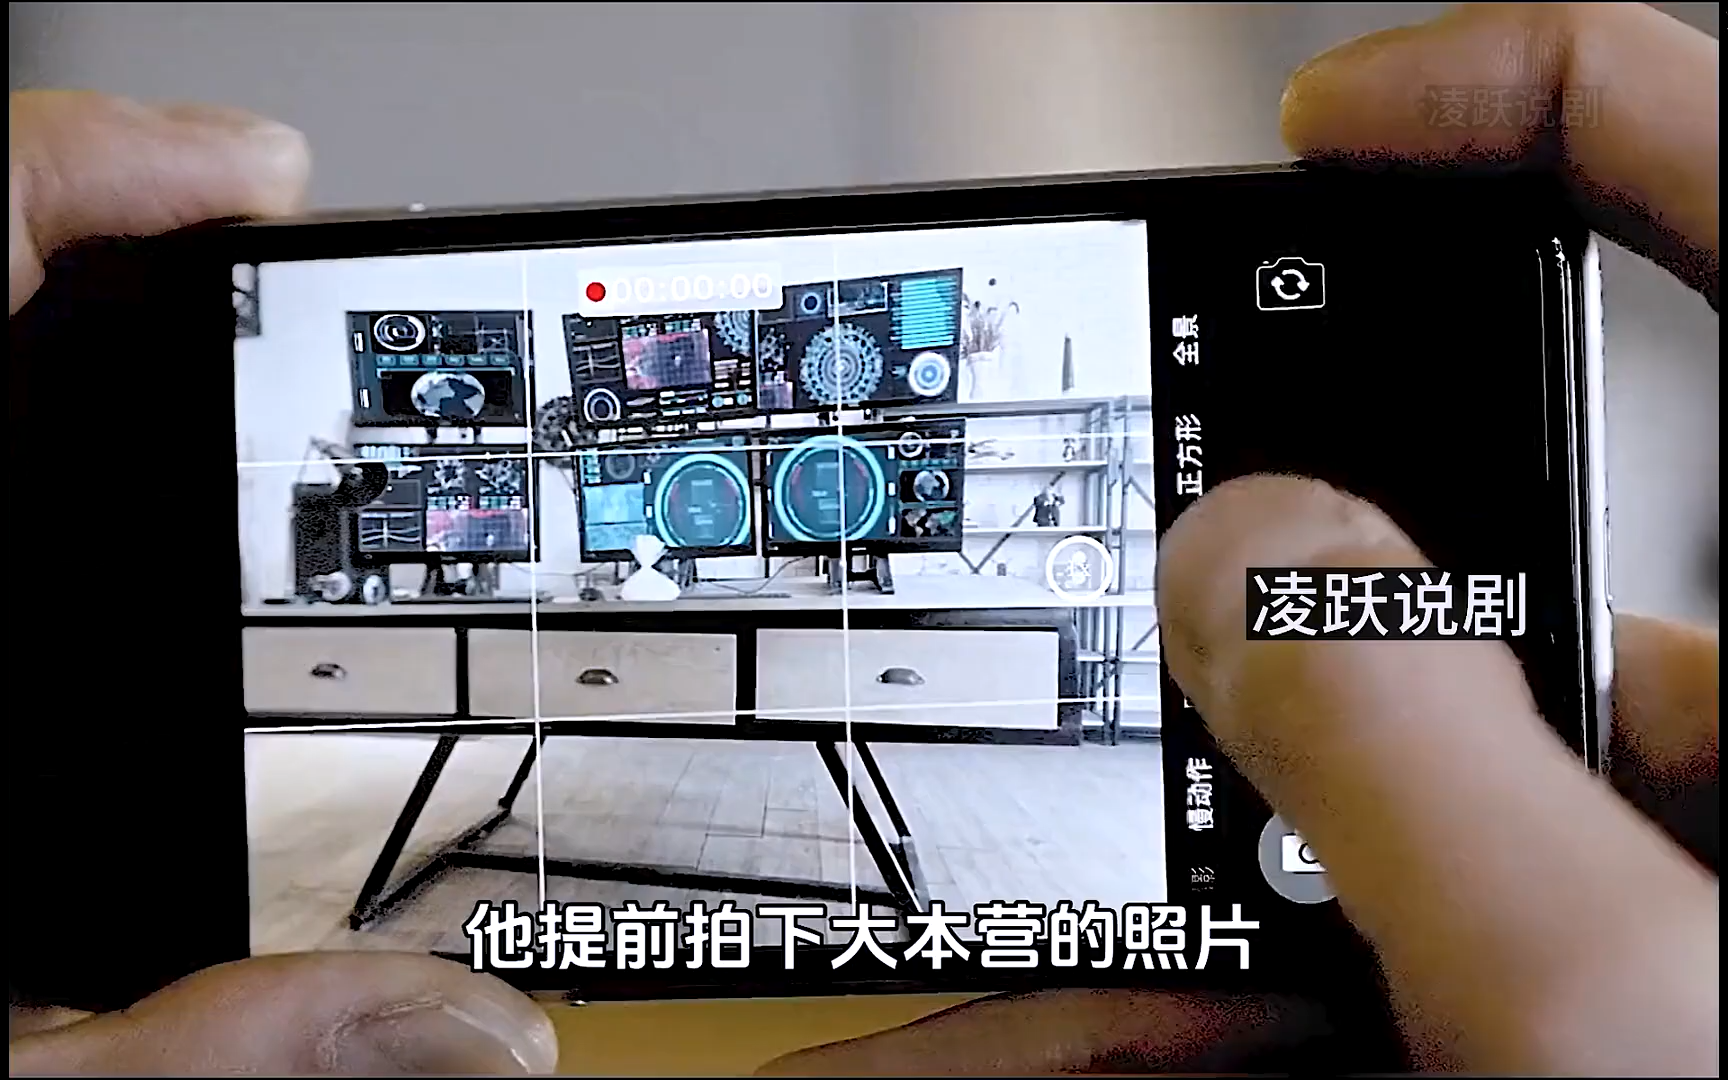 凌跃说剧
00:00:00
全景
正方形
凌跃说剧
慢动作
他提前拍下大本营的照片